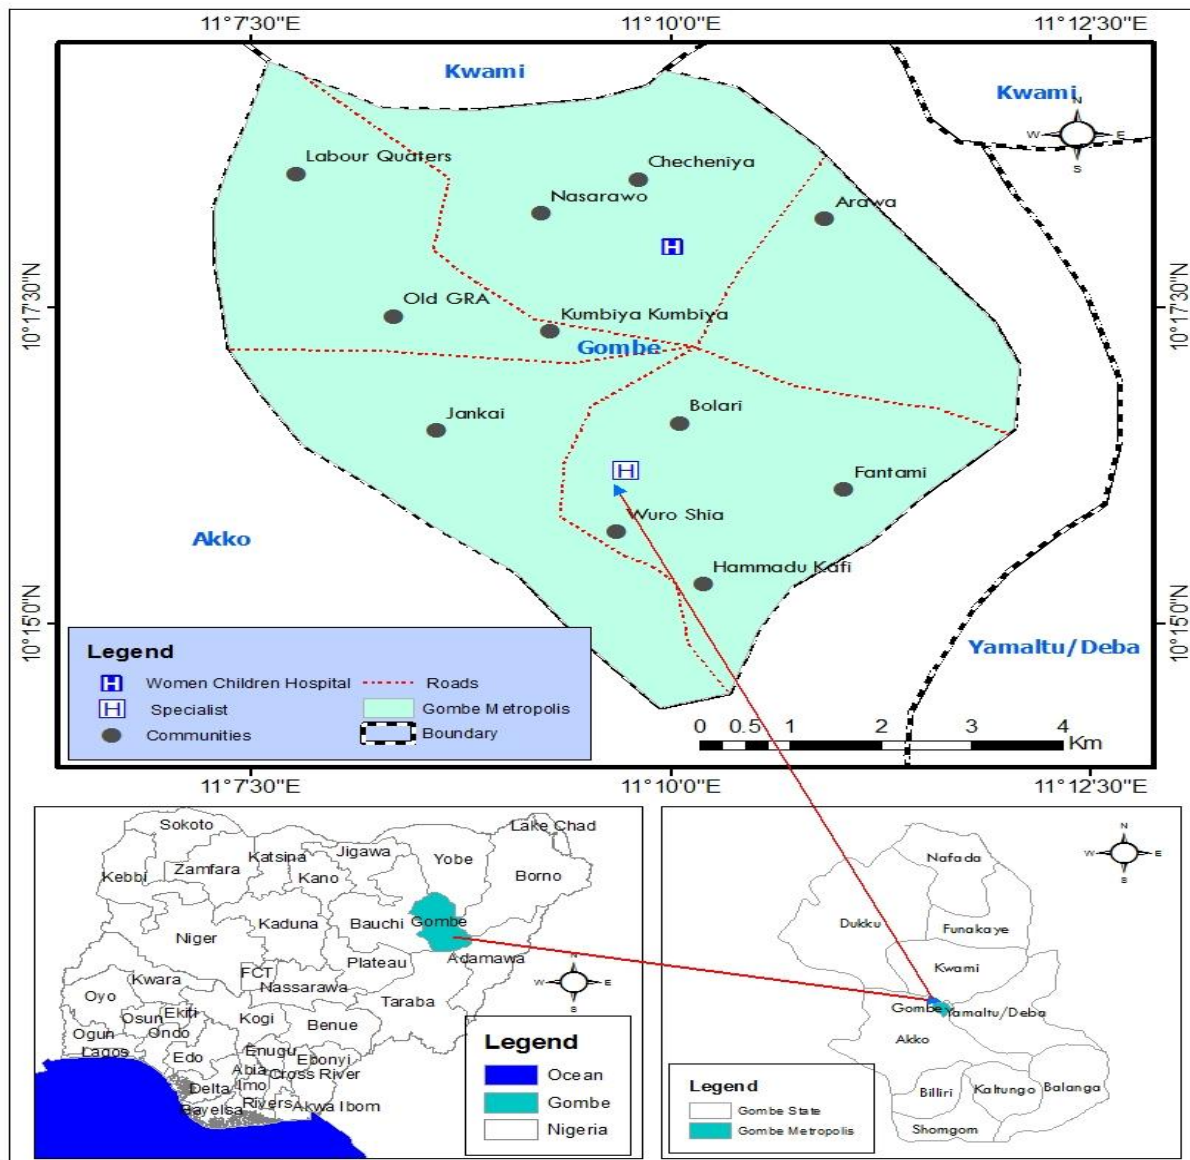 11°7'30"E 11°10'0"E 11°12'30"E
Kwami
Kwami
N
W E
S
Labour Quaters
Checheniya
Nasarawo
Arawa
H
10°17'30"N
10°17'30"N
Old GRA
Kumbiya Kumbiya
Gombe
Jankai
Bolari
H
Fantami
Wuro Shia
Akko
Hammadu Kafi
10°15'0"N
10°15'0"N
Yamaltu/Deba
Legend
H Women Children Hospital
H Specialist
Communities
Roads
Gombe Metropolis
Boundary
0 0.5 1 2 3 4
Km
11°7'30"E 11°10'0"E 11°12'30"E
Sokoto
Lake Chad
Katsina
Jigawa
Yobe
Kebbi
Zamfara
Kano
Borno
Kaduna
Bauchi
Gombe
Niger
Plateau
Adamawa
Kwara
FCT
Nassarawa
Taraba
Oyo
Ekiti
Osun
Kogi
Benue
Ogun
Ondo
Lagos
Edo
Enugu
Ebonyi
Abia
Cross River
Delta
Imo
Rivers
Bayelsa
Akwa Ibom
N
W E
S
Legend
Ocean
Gombe
Nigeria
N
W E
S
Nafada
Dukku
Funakaye
Kwami
Gombe
Yamaltu/Deba
Akko
Billiri
Kaltungo
Balanga
Shomgom
Legend
Gombe State
Gombe Metropolis